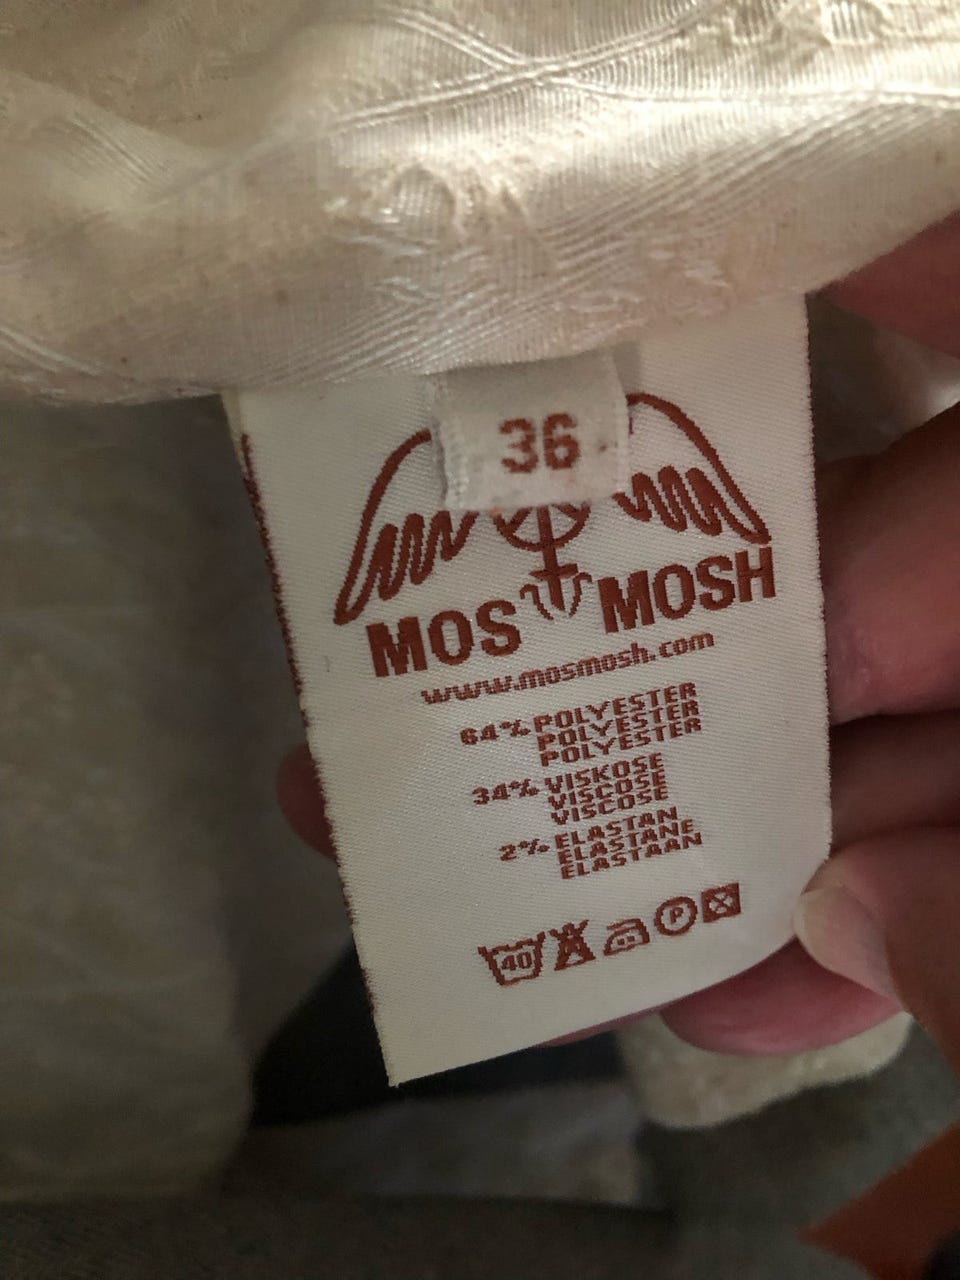 36
MOS MOSH
www.mosmosh.com
64% POLYESTER
POLYESTER
POLYESTER
34% VISKOSE
VISCOSE
VISCOSE
2% ELASTAN
ELASTANE
ELASTAAN
40 P